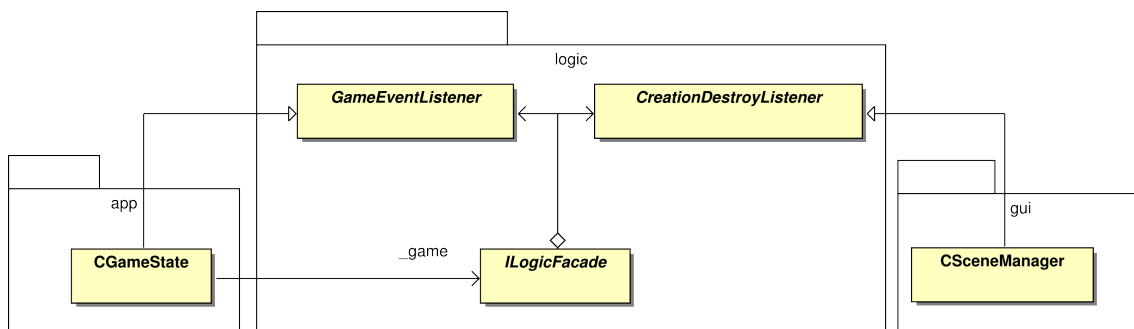 logic
GameEventListener
CreationDestroyListener
app
gui
_game
CGameState
ILogicFacade
CSceneManager